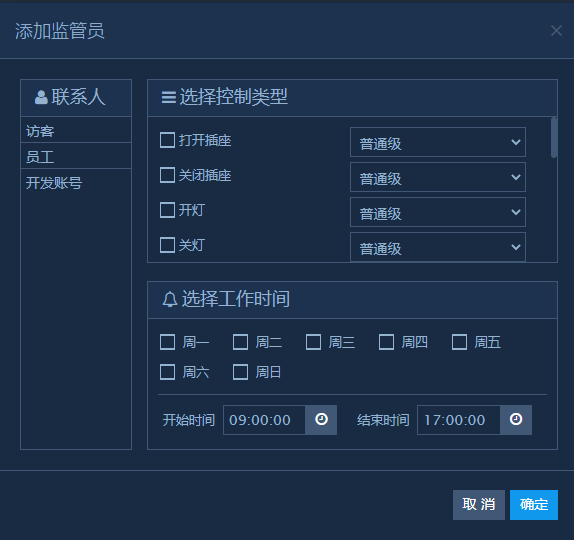 添加监管员
×
联系人
访客
员工
开发账号
选择控制类型
打开插座 普通级
关闭插座 普通级
开灯 普通级
关灯 普通级
选择工作时间
周一 周二 周三 周四 周五
周六 周日
开始时间 09:00:00 结束时间 17:00:00
取 消 确定